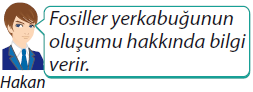 Fosiller yerkabuğunun
oluşumu hakkında bilgi
verir.
Hakan